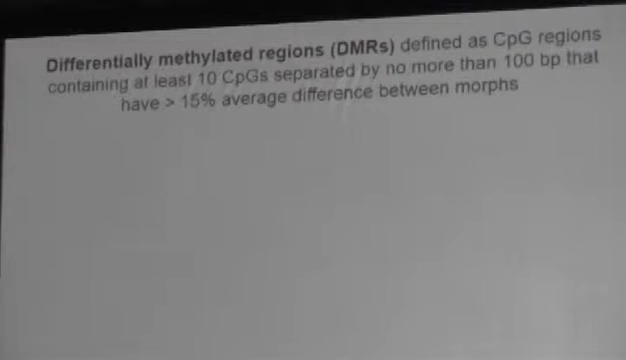 Differentially methylated regions (DMRs) defined as CpG regions
containing at least 10 CpGs separated by no more than 100 bp that
have > 15% average difference between morphs